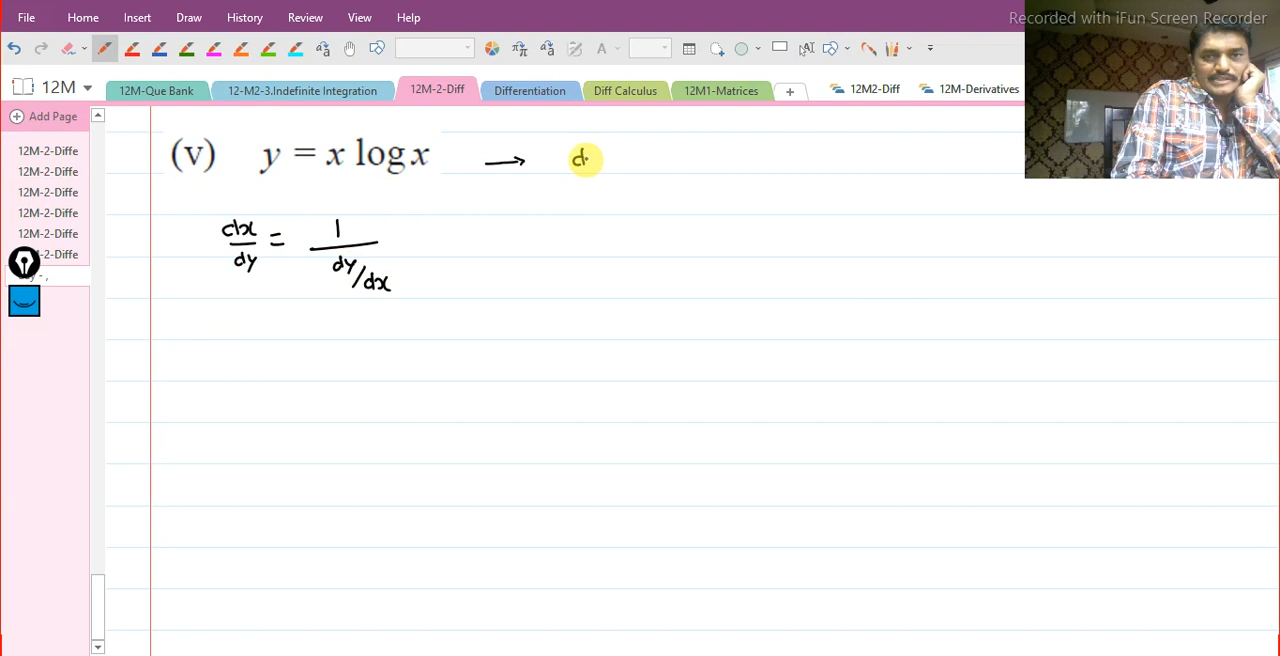 File Home Insert Draw History Review View Help
Recorded with iFun Screen Recorder
12M 12M-Que Bank 12-M2-3.Indefinite Integration 12M-2-Diff Differentiation Diff Calculus 12M1-Matrices + 12M2-Diff 12M-Derivatives
Add Page
12M-2-Diffe
12M-2-Diffe
12M-2-Diffe
12M-2-Diffe
12M-2-Diffe
-2-Diffe
(v) y = x log x → d
dx/dy = 1/(dy/dx)